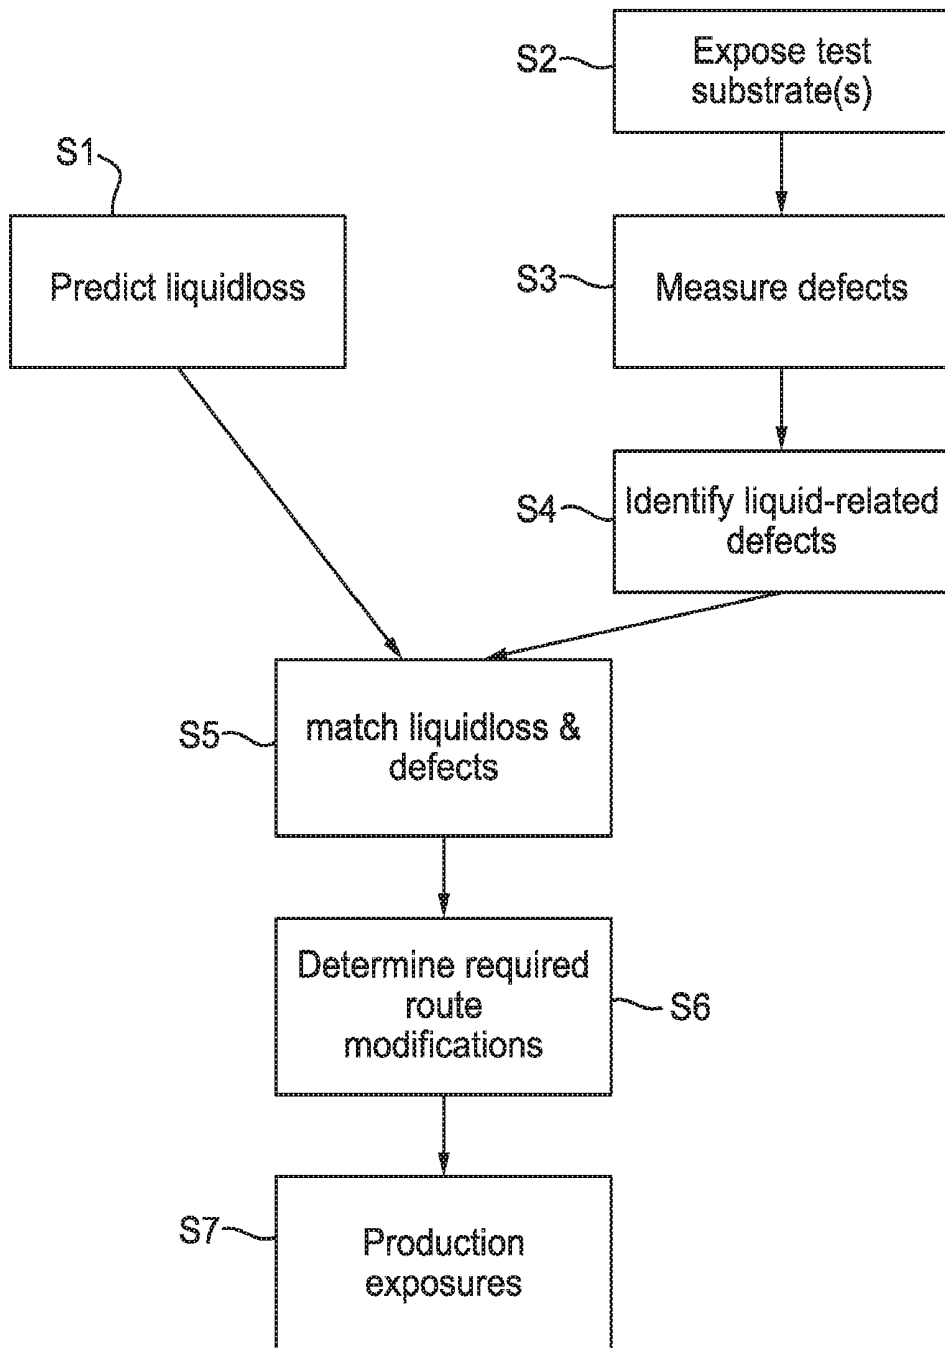 S2
Expose test
substrate(s)
S1
Predict liquidloss
S3
Measure defects
S4
Identify liquid-related
defects
S5
match liquidloss &
defects
Determine required
route
modifications
S6
S7
Production
exposures